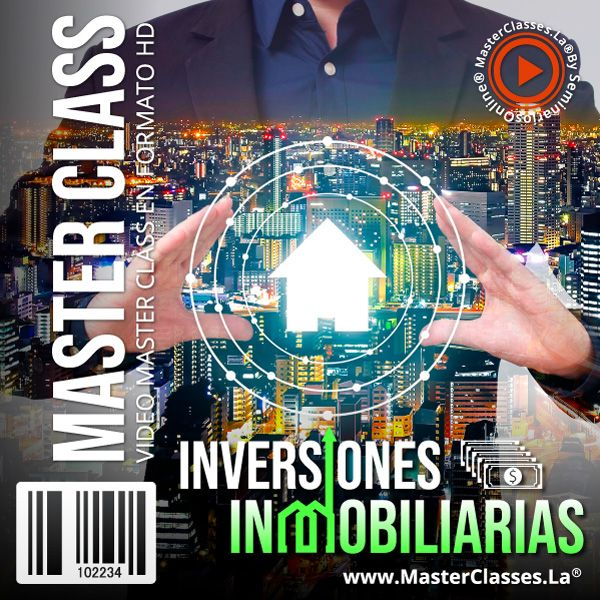 MASTER CLASS
VIDEO MASTER CLASS EN FORMATO HD
MasterClasses.La® By SeminariosOnline®
INVERSIONES
INMOBILIARIAS
$
102234
www.MasterClasses.La®